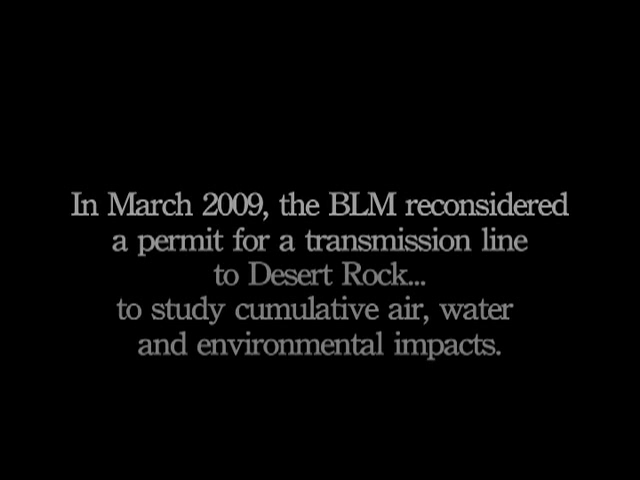 In March 2009, the BLM reconsidered
a permit for a transmission line
to Desert Rock...
to study cumulative air, water
and environmental impacts.